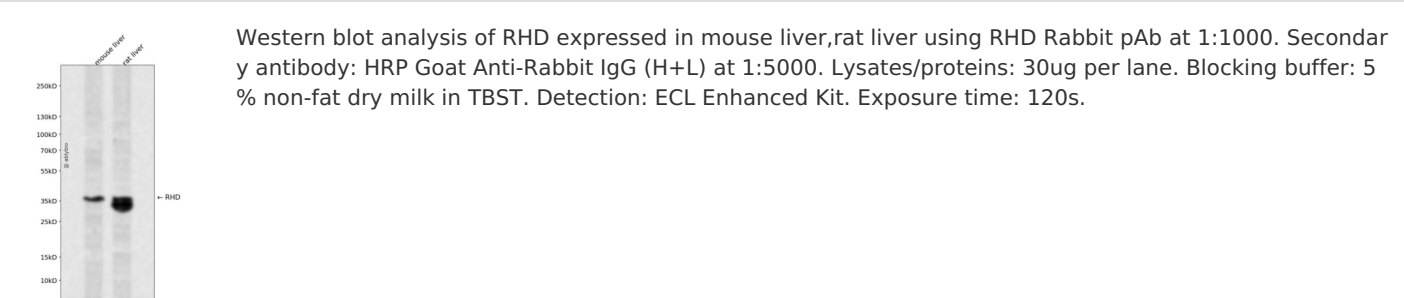 mouse liver
rat liver
Western blot analysis of RHD expressed in mouse liver,rat liver using RHD Rabbit pAb at 1:1000. Secondar
y antibody: HRP Goat Anti-Rabbit IgG (H+L) at 1:5000. Lysates/proteins: 30ug per lane. Blocking buffer: 5
% non-fat dry milk in TBST. Detection: ECL Enhanced Kit. Exposure time: 120s.
250kD
130kD
100kD
70kD
@ ablybio
55kD
35kD
← RHD
25kD
15kD
10kD